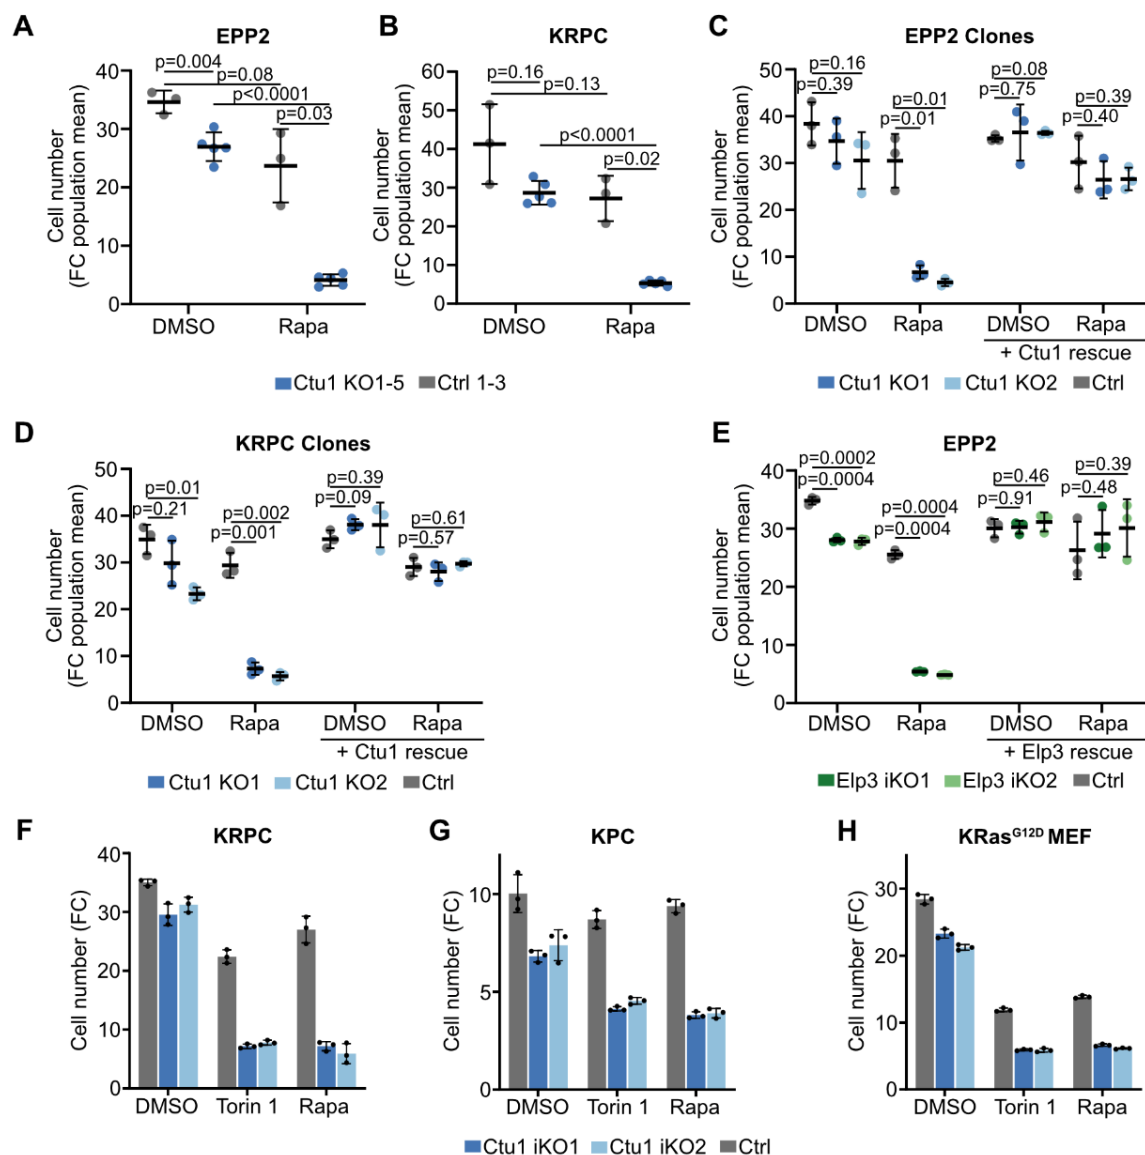 A
EPP2
Cell number
(FC population mean)
40
30
20
10
0
p=0.004
p=0.08
p<0.0001
p=0.03
DMSO
Rapa
B
KRPC
Cell number
(FC population mean)
60
50
40
30
20
10
0
p=0.16
p=0.13
p<0.0001
p=0.02
DMSO
Rapa
Ctu1 KO1-5
Ctrl 1-3
C
EPP2 Clones
Cell number
(FC population mean)
50
40
30
20
10
0
p=0.16
p=0.39
p=0.01
p=0.01
p=0.08
p=0.75
p=0.39
p=0.40
DMSO
Rapa
DMSO
Rapa
+ Ctu1 rescue
Ctu1 KO1
Ctu1 KO2
Ctrl
D
KRPC Clones
Cell number
(FC population mean)
50
40
30
20
10
0
p=0.01
p=0.21
p=0.002
p=0.001
p=0.39
p=0.09
p=0.61
p=0.57
DMSO
Rapa
DMSO
Rapa
+ Ctu1 rescue
Ctu1 KO1
Ctu1 KO2
Ctrl
E
EPP2
Cell number
(FC population mean)
40
30
20
10
0
p=0.0002
p=0.0004
p=0.0004
p=0.0004
p=0.46
p=0.91
p=0.39
p=0.48
DMSO
Rapa
DMSO
Rapa
+ Elp3 rescue
Elp3 iKO1
Elp3 iKO2
Ctrl
F
KRPC
Cell number (FC)
40
30
20
10
0
DMSO
Torin 1
Rapa
G
KPC
Cell number (FC)
10
5
0
DMSO
Torin 1
Rapa
H
KRasG12D MEF
Cell number (FC)
30
20
10
0
DMSO
Torin 1
Rapa
Ctu1 iKO1
Ctu1 iKO2
Ctrl